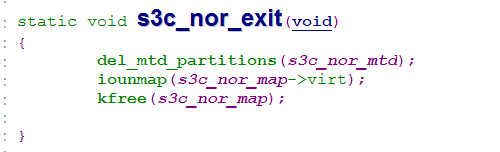 : static void s3c_nor_exit(void)
: {
:         del_mtd_partitions(s3c_nor_mtd);
:         iounmap(s3c_nor_map->virt);
:         kfree(s3c_nor_map);
:
: }